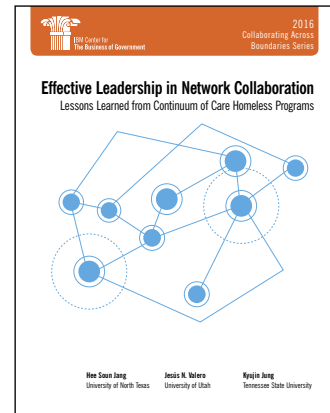 2016
Collaborating Across
Boundaries Series
IBM Center for
The Business of Government
Effective Leadership in Network Collaboration
Lessons Learned from Continuum of Care Homeless Programs
Hee Soun Jang
University of North Texas
Jesús N. Valero
University of Utah
Kyujin Jung
Tennessee State University